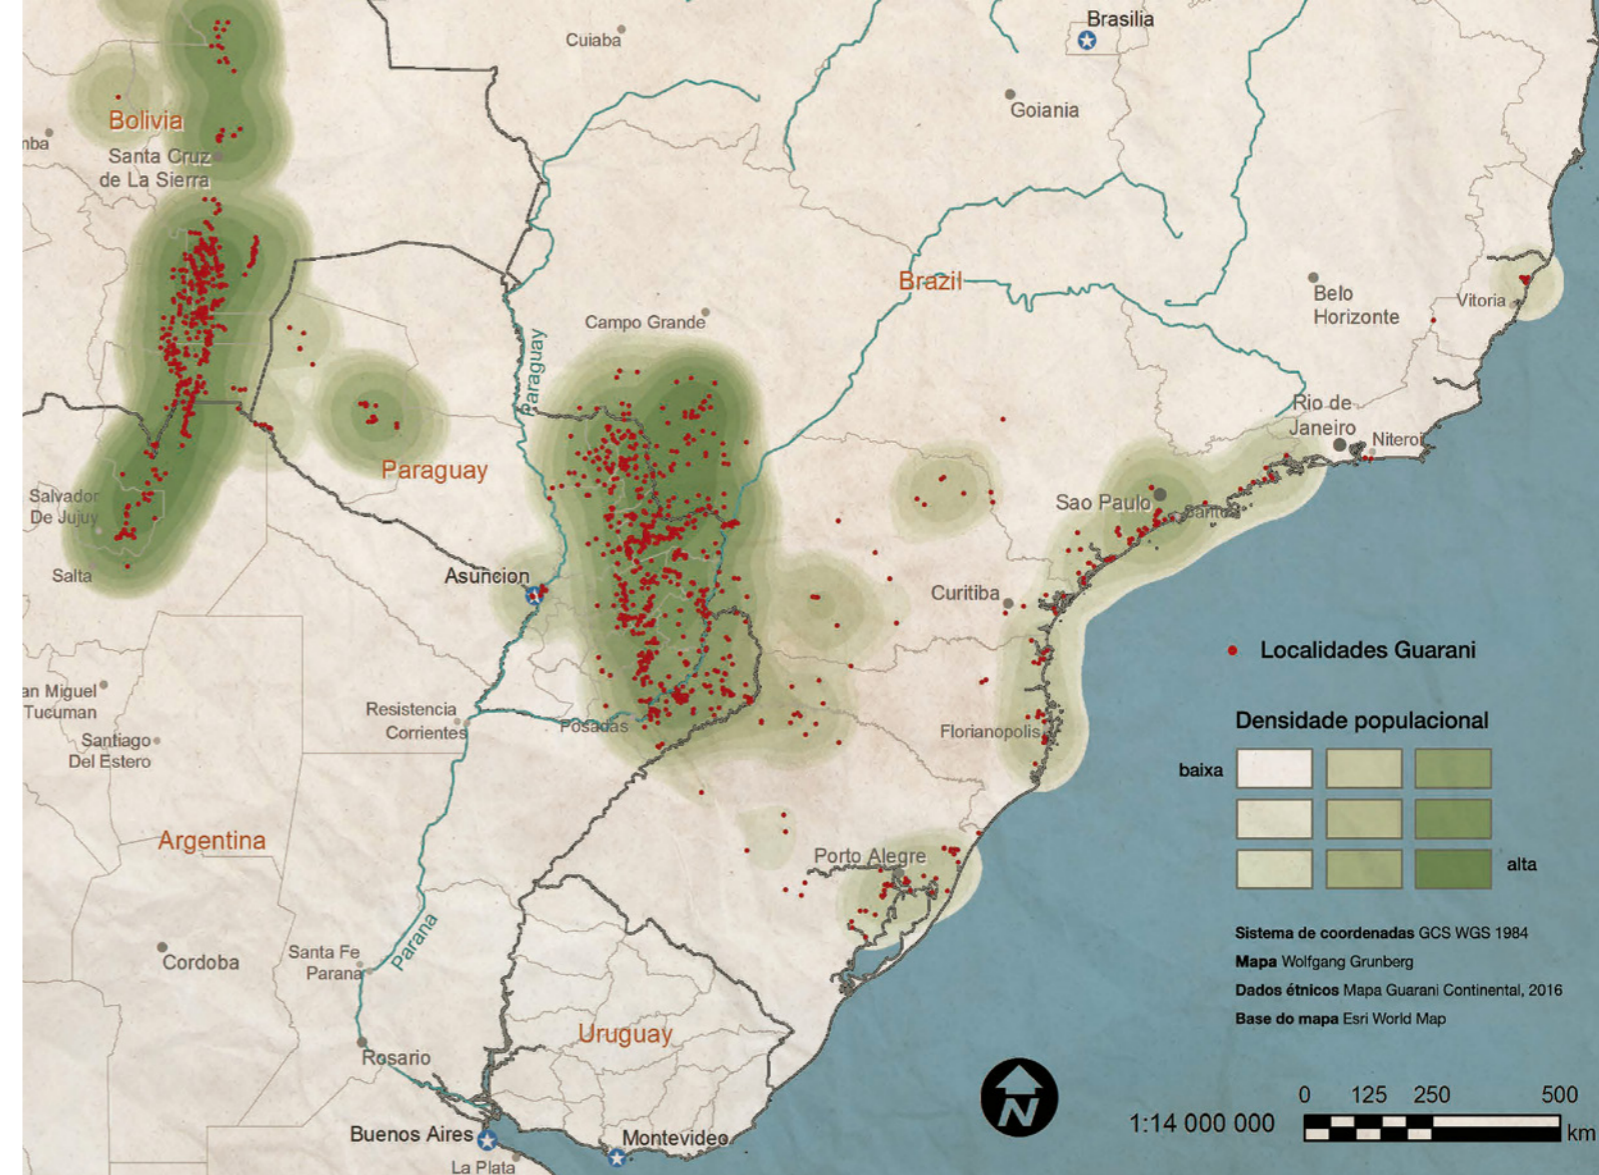 Brasilia
Cuiaba
Goiania
Bolivia
nba
Santa Cruz
de La Sierra
Brazil
Belo
Horizonte
Vitoria
Campo Grande
Paraguay
Rio de
Janeiro
Niteroi
Paraguay
Salvador
De Jujuy
Sao Paulo
Santos
Salta
Asuncion
Curitiba
Localidades Guarani
an Miguel
Tucuman
Resistencia
Corrientes
Posadas
Florianopolis
Santiago
Del Estero
Densidade populacional
baixa
alta
Argentina
Porto Alegre
Parana
Cordoba
Santa Fe
Parana
Sistema de coordenadas GCS WGS 1984
Mapa Wolfgang Grunberg
Dados étnicos Mapa Guarani Continental, 2016
Base do mapa Esri World Map
Uruguay
Rosario
N
1:14 000 000
0 125 250 500
km
Buenos Aires
Montevideo
La Plata